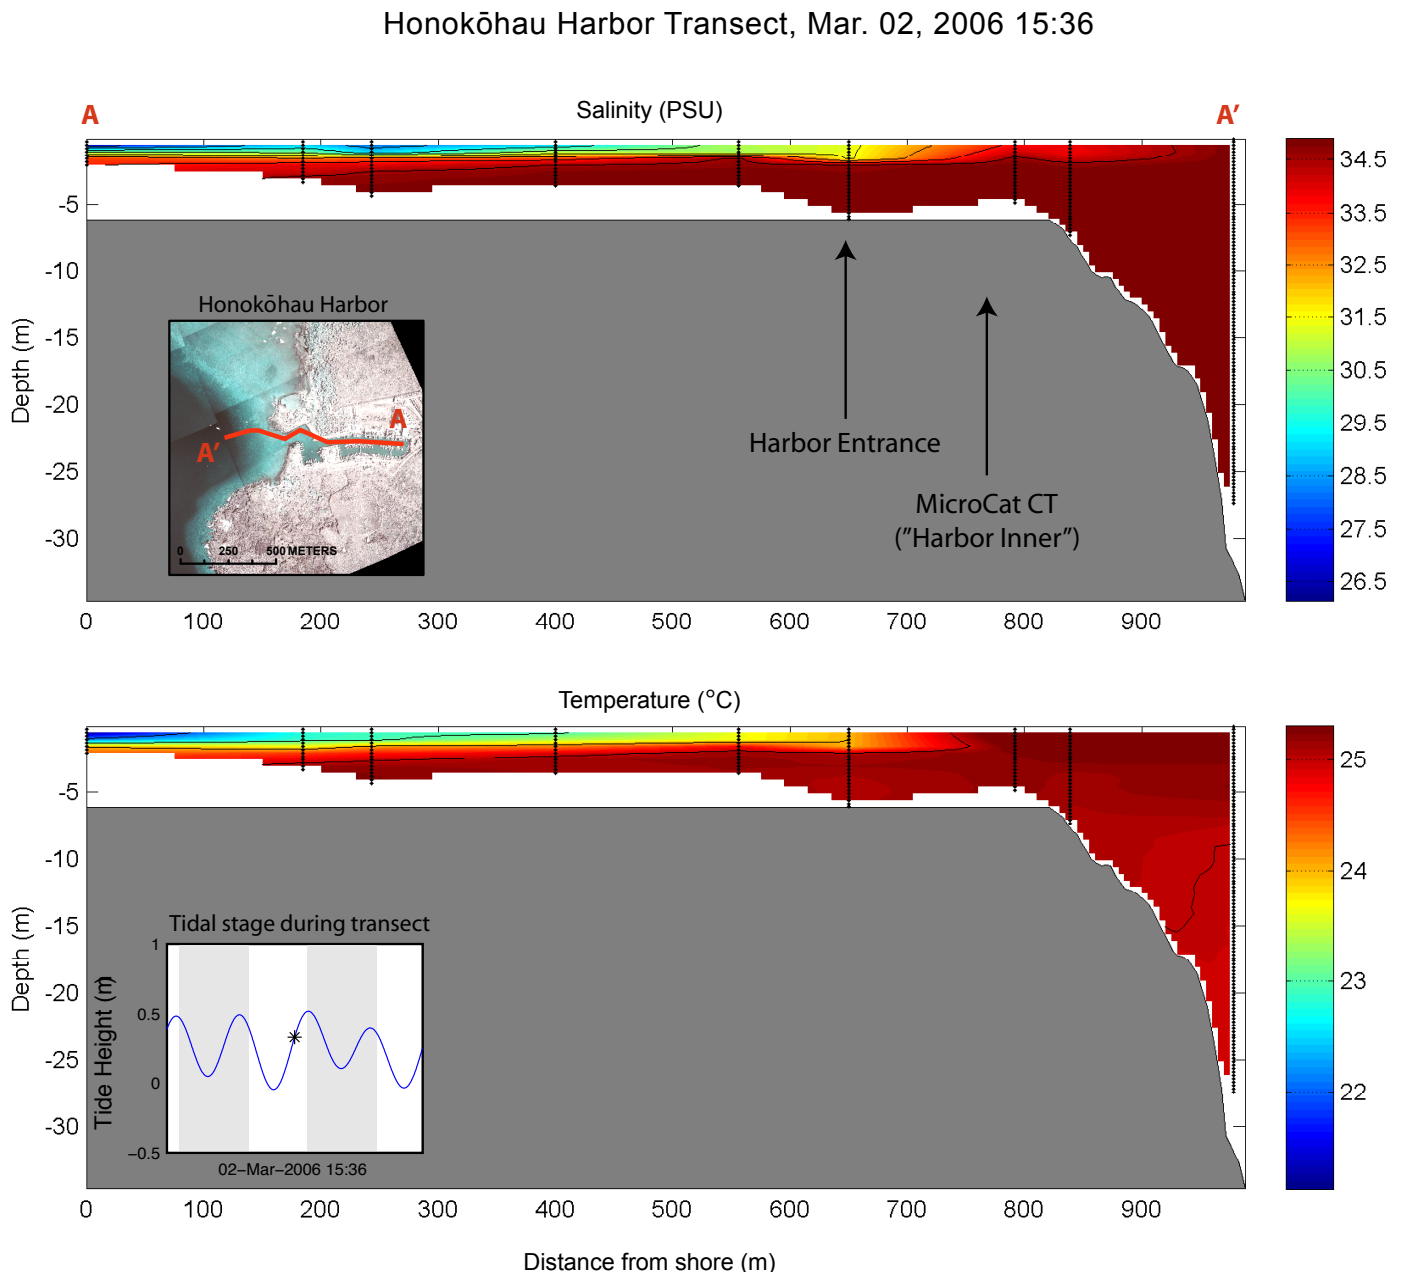 Honokōhau Harbor Transect, Mar. 02, 2006 15:36
A
Salinity (PSU)
A'
-5
-10
-15
-20
-25
-30
Depth (m)
Honokōhau Harbor
A
A'
0 250 500 METERS
Harbor Entrance
MicroCat CT
("Harbor Inner")
0 100 200 300 400 500 600 700 800 900
34.5
33.5
32.5
31.5
30.5
29.5
28.5
27.5
26.5
Temperature (°C)
-5
-10
-15
-20
-25
-30
Depth (m)
Tidal stage during transect
1
0.5
0
−0.5
Tide Height (m)
02−Mar−2006 15:36
0 100 200 300 400 500 600 700 800 900
Distance from shore (m)
25
24
23
22